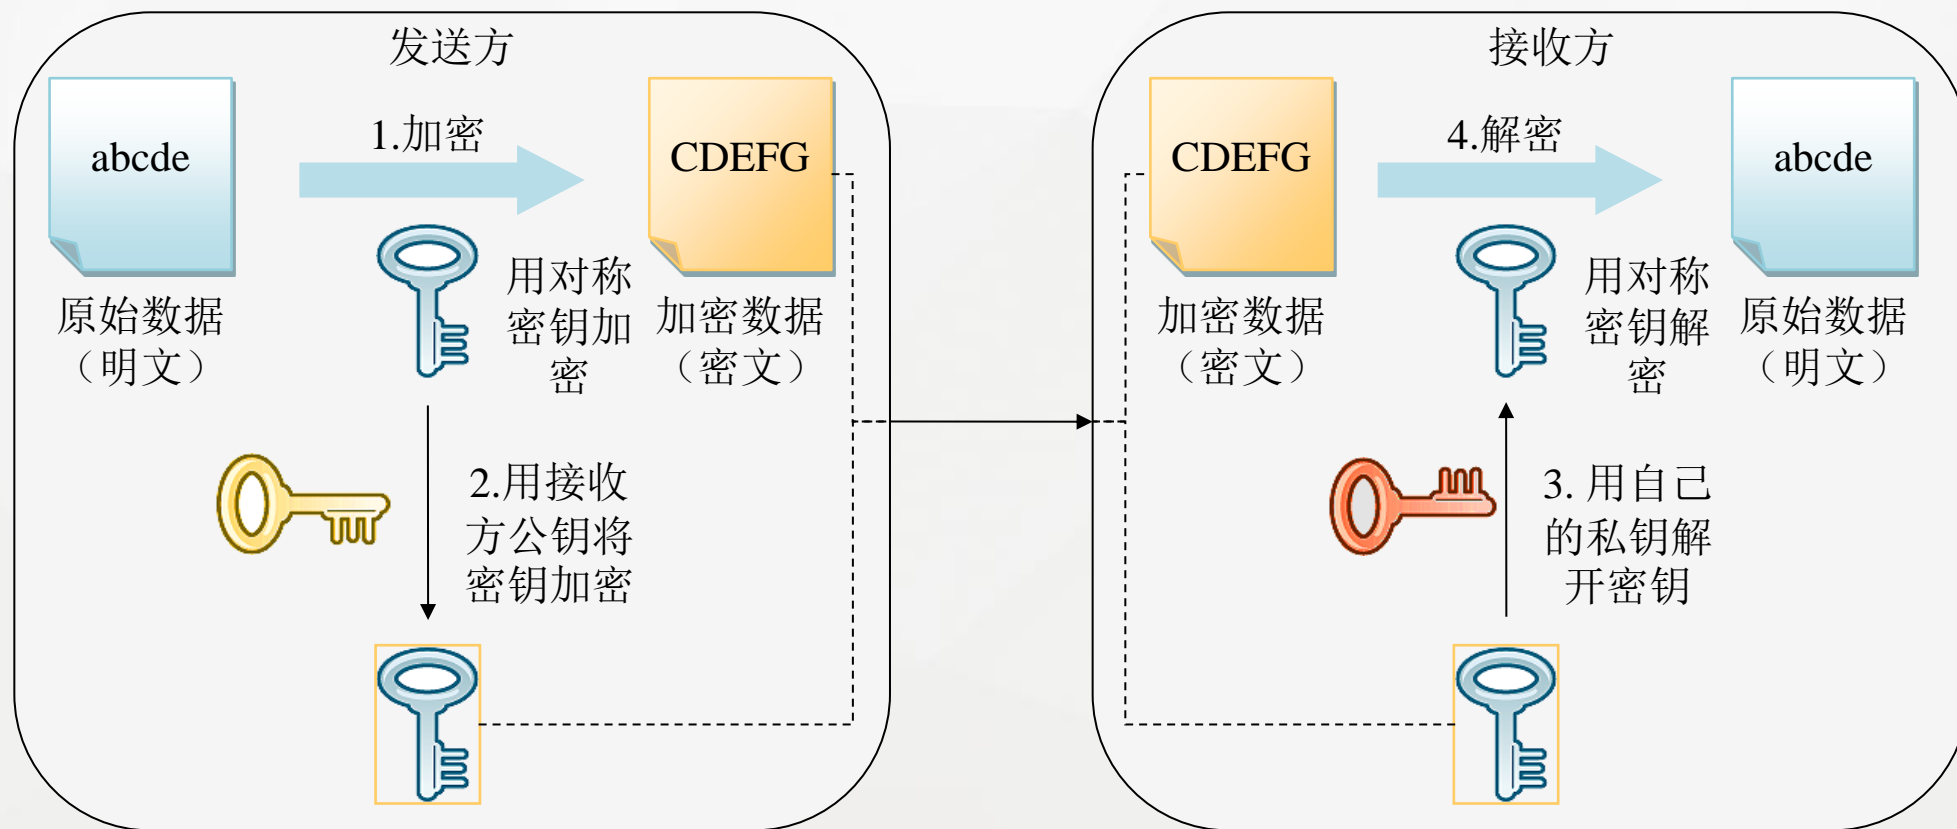 发送方
abcde
1.加密
CDEFG
用对称
密钥加
密
原始数据
（明文）
加密数据
（密文）
2.用接收
方公钥将
密钥加密
接收方
CDEFG
4.解密
abcde
用对称
密钥解
密
加密数据
（密文）
原始数据
（明文）
3. 用自己
的私钥解
开密钥